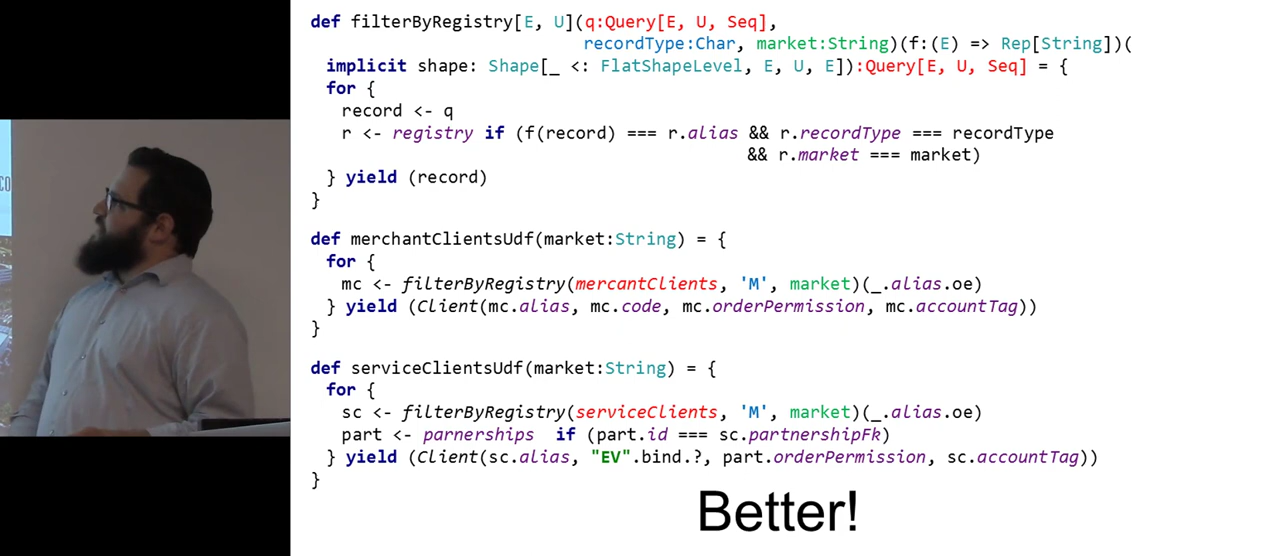 def filterByRegistry[E, U](q:Query[E, U, Seq],
recordType:Char, market:String)(f:(E) => Rep[String])(
implicit shape: Shape[_ <: FlatShapeLevel, E, U, E]):Query[E, U, Seq] = {
for {
record <- q
r <- registry if (f(record) === r.alias && r.recordType === recordType
&& r.market === market)
} yield (record)
}
def merchantClientsUdf(market:String) = {
for {
mc <- filterByRegistry(mercantClients, 'M', market)(_.alias.oe)
} yield (Client(mc.alias, mc.code, mc.orderPermission, mc.accountTag))
}
def serviceClientsUdf(market:String) = {
for {
sc <- filterByRegistry(serviceClients, 'M', market)(_.alias.oe)
part <- parnerships if (part.id === sc.partnershipFk)
} yield (Client(sc.alias, "EV".bind.?, part.orderPermission, sc.accountTag))
}
Better!